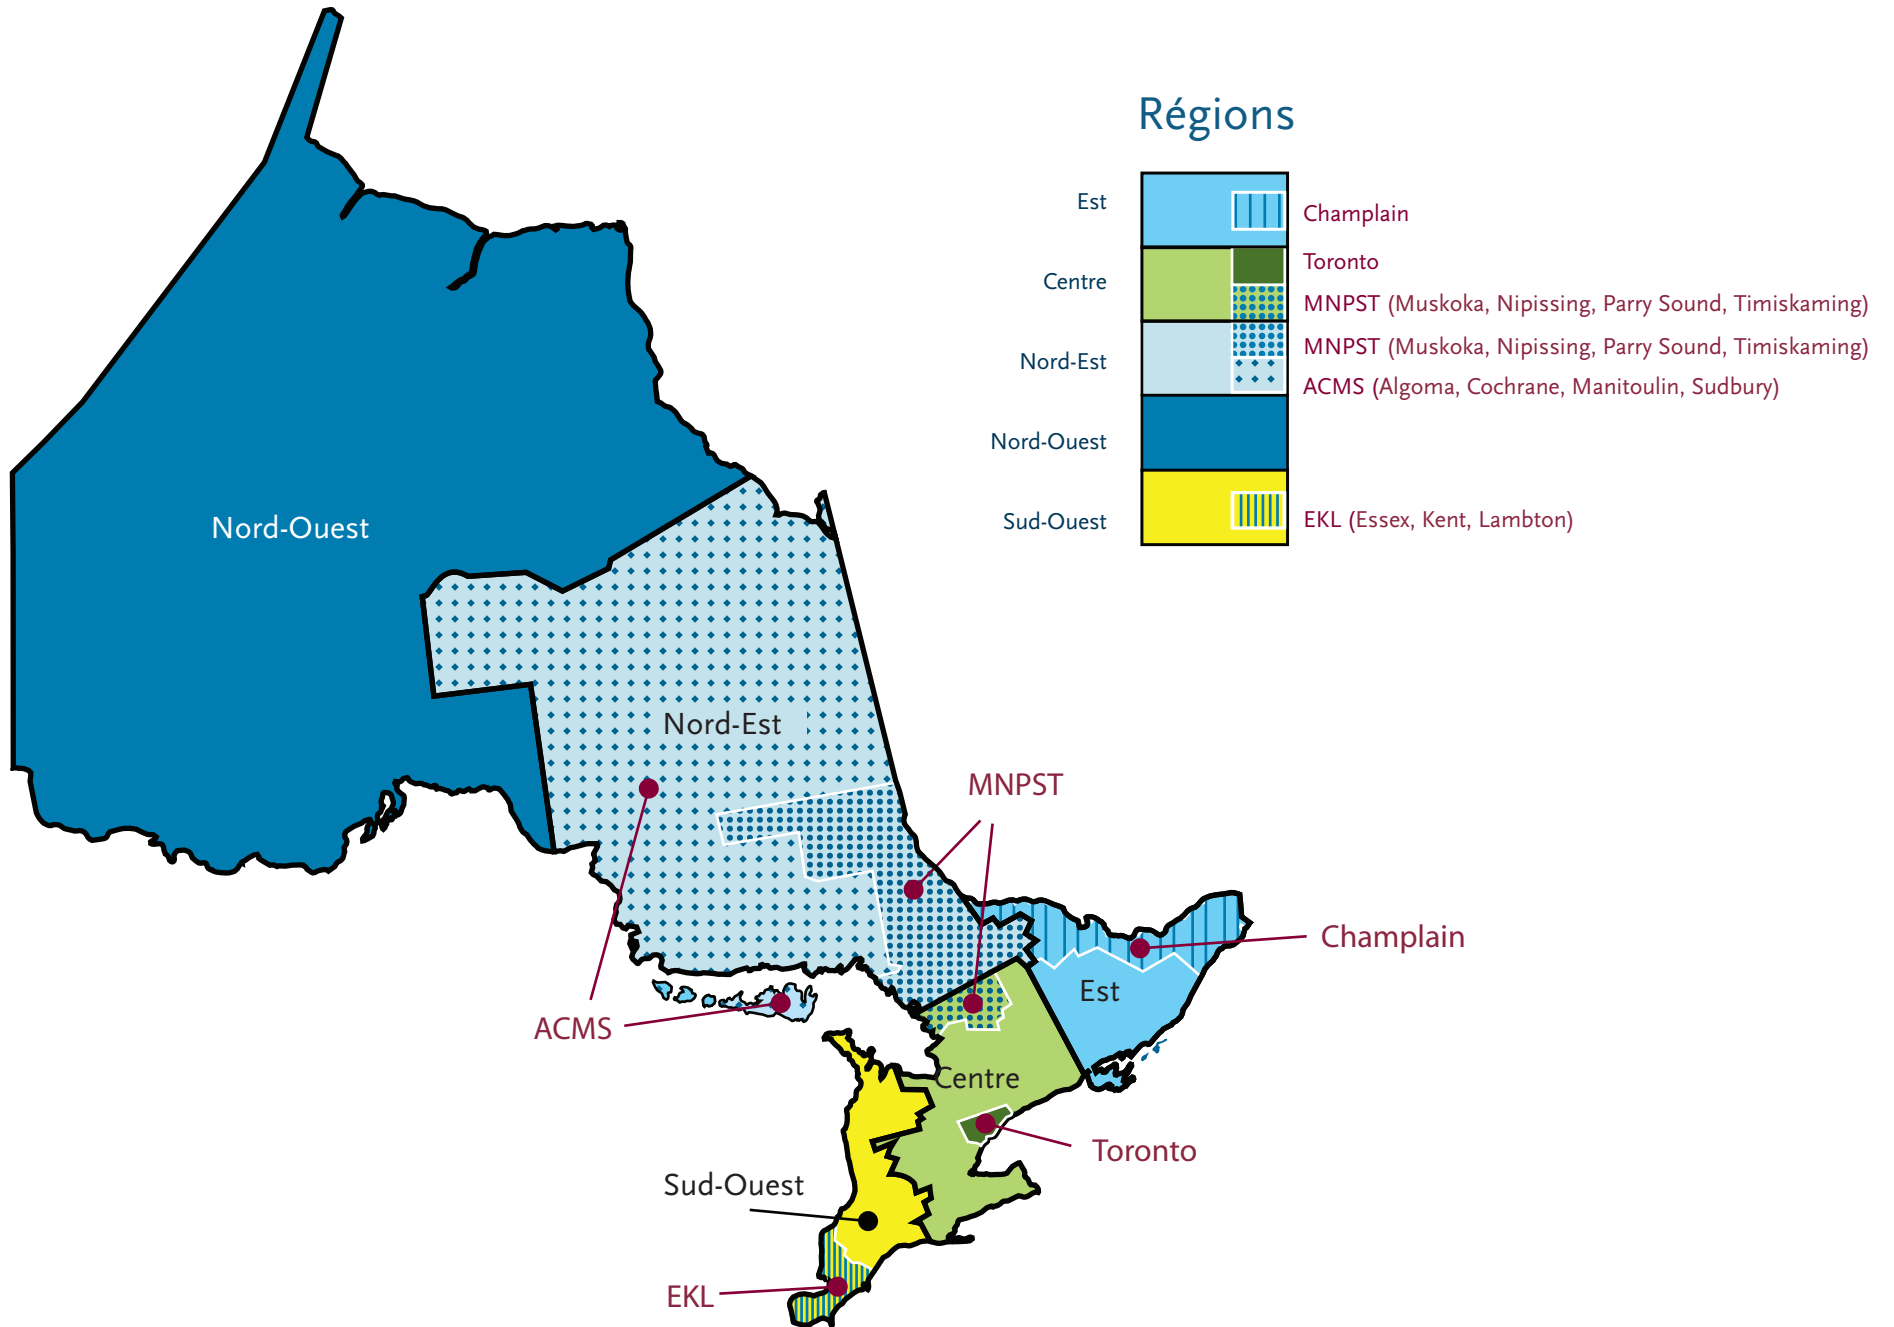 Régions
Est
Champlain
Centre
Toronto
MNPST (Muskoka, Nipissing, Parry Sound, Timiskaming)
Nord-Est
MNPST (Muskoka, Nipissing, Parry Sound, Timiskaming)
ACMS (Algoma, Cochrane, Manitoulin, Sudbury)
Nord-Ouest
Sud-Ouest
EKL (Essex, Kent, Lambton)
Nord-Ouest
Nord-Est
MNPST
Champlain
Est
ACMS
Centre
Toronto
Sud-Ouest
EKL